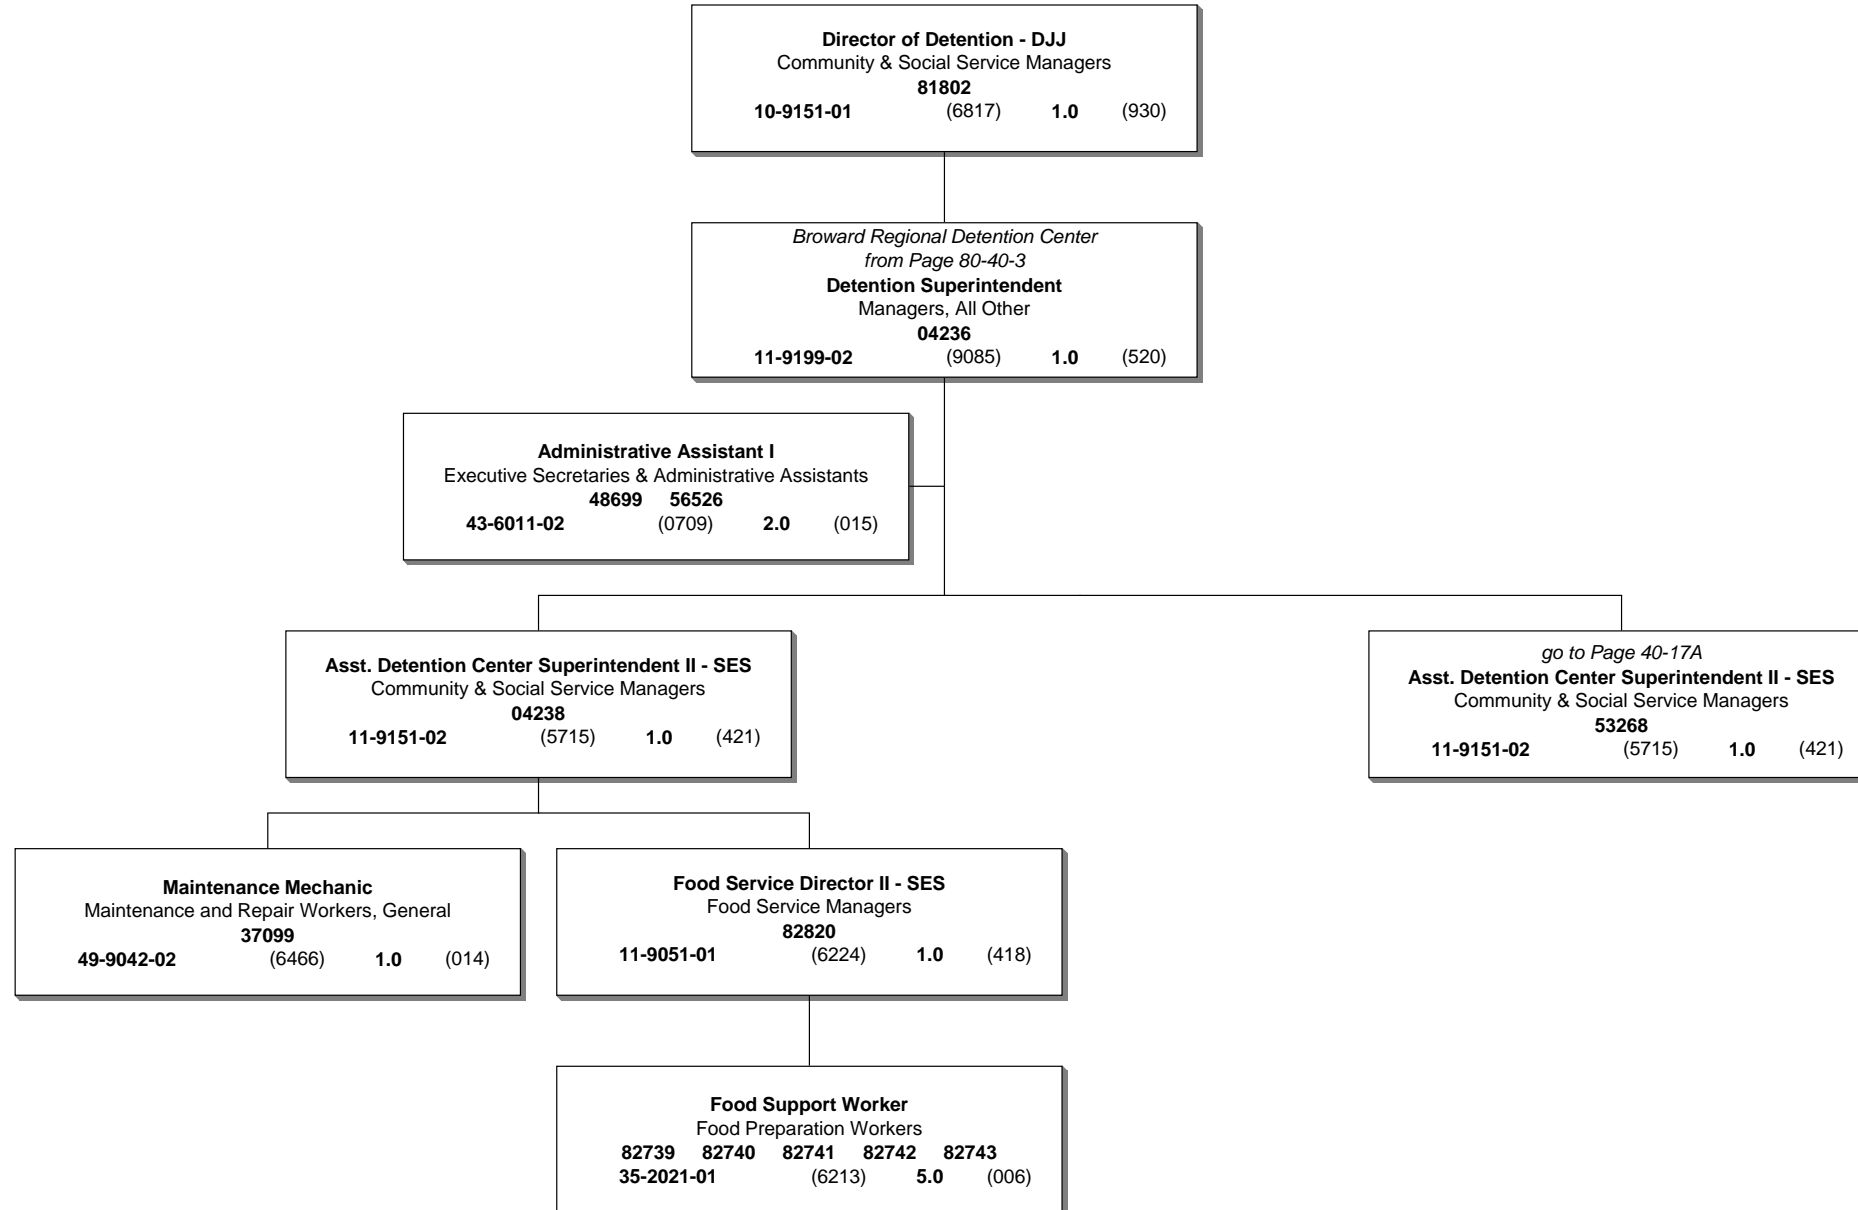 Director of Detention - DJJ
Community & Social Service Managers
81802
10-9151-01 (6817) 1.0 (930)
Broward Regional Detention Center
from Page 80-40-3
Detention Superintendent
Managers, All Other
04236
11-9199-02 (9085) 1.0 (520)
Administrative Assistant I
Executive Secretaries & Administrative Assistants
48699 56526
43-6011-02 (0709) 2.0 (015)
Asst. Detention Center Superintendent II - SES
Community & Social Service Managers
04238
11-9151-02 (5715) 1.0 (421)
go to Page 40-17A
Asst. Detention Center Superintendent II - SES
Community & Social Service Managers
53268
11-9151-02 (5715) 1.0 (421)
Maintenance Mechanic
Maintenance and Repair Workers, General
37099
49-9042-02 (6466) 1.0 (014)
Food Service Director II - SES
Food Service Managers
82820
11-9051-01 (6224) 1.0 (418)
Food Support Worker
Food Preparation Workers
82739 82740 82741 82742 82743
35-2021-01 (6213) 5.0 (006)